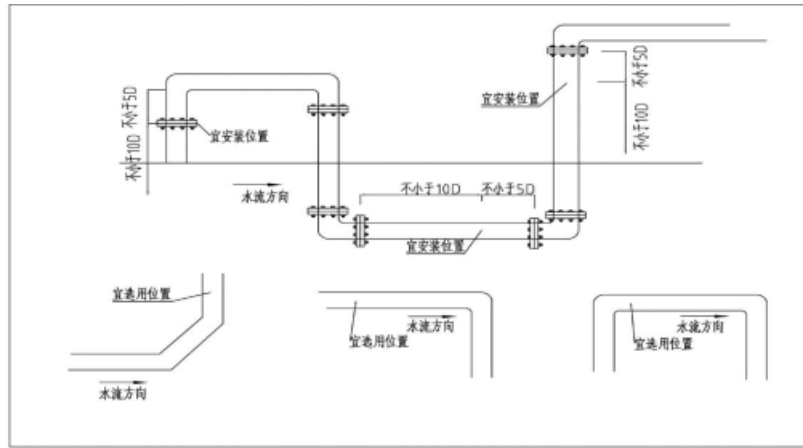 不小于5D
不小于10D
宜安装位置
水流方向
不小于10D
不小于5D
宜安装位置
宜安装位置
不小于5D
不小于10D
宜选用位置
水流方向
水流方向
宜选用位置
水流方向
宜选用位置